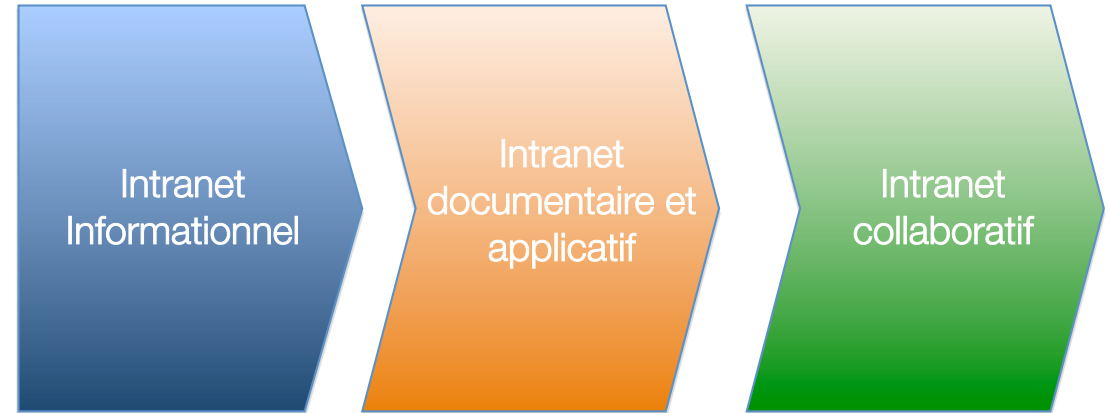 Intranet
Informationnel
Intranet
documentaire et
applicatif
Intranet
collaboratif